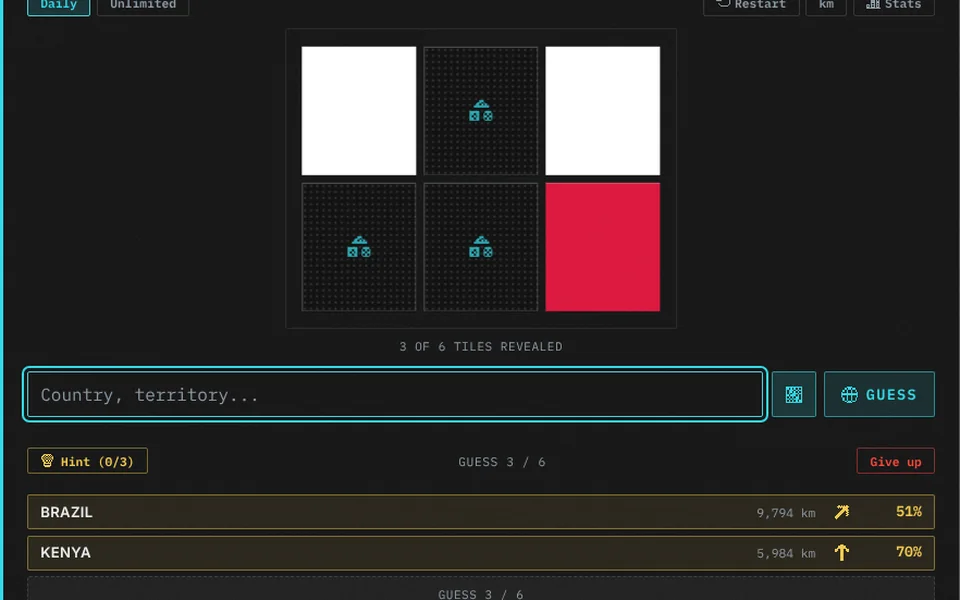 Daily Unlimited Restart km Stats
3 OF 6 TILES REVEALED
Country, territory... GUESS
Hint (0/3) GUESS 3 / 6 Give up
BRAZIL 9,794 km 51%
KENYA 5,984 km 70%
GUESS 3 / 6